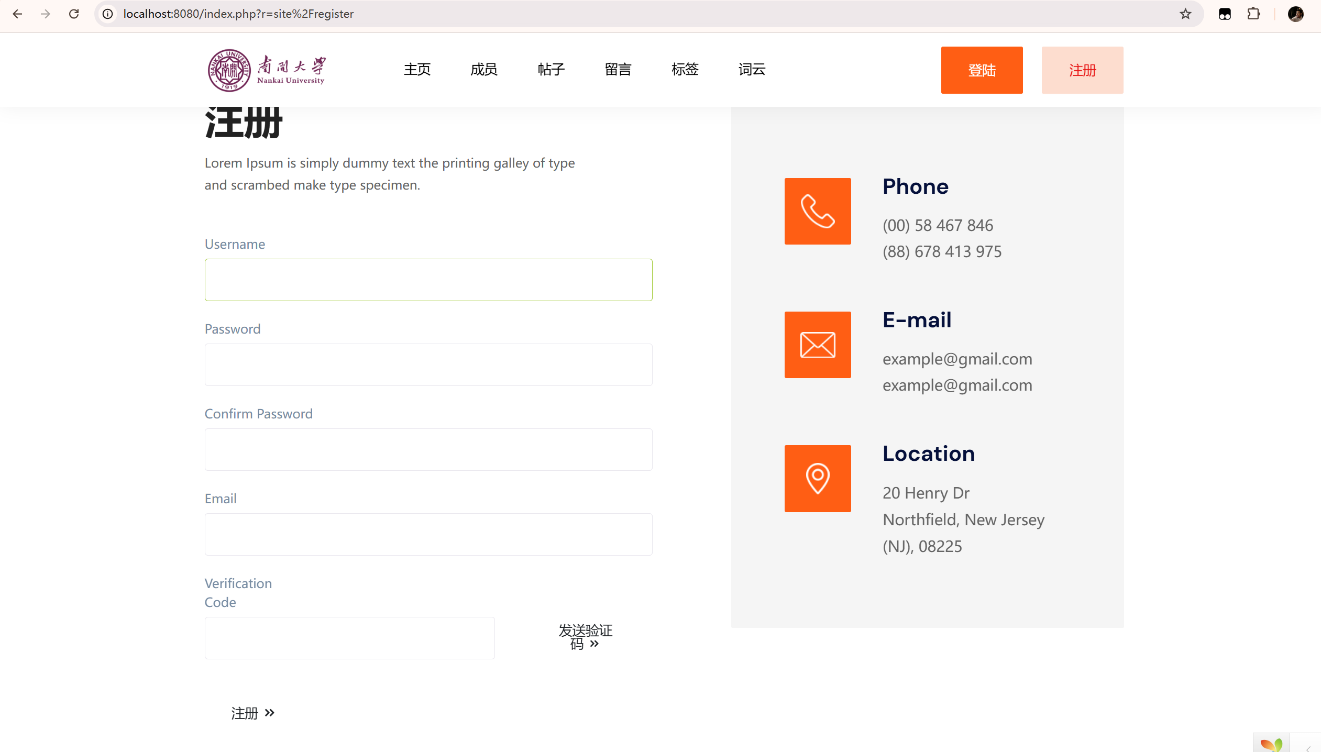 localhost:8080/index.php?r=site%2Fregister
NANKAI UNIVERSITY
1919
南開大學
Nankai University
主页
成员
帖子
留言
标签
词云
登陆
注册
注册
Lorem Ipsum is simply dummy text the printing galley of type
and scrambed make type specimen.
Username
Password
Confirm Password
Email
Verification
Code
发送验证
码 »
注册 »
Phone
(00) 58 467 846
(88) 678 413 975
E-mail
example@gmail.com
example@gmail.com
Location
20 Henry Dr
Northfield, New Jersey
(NJ), 08225